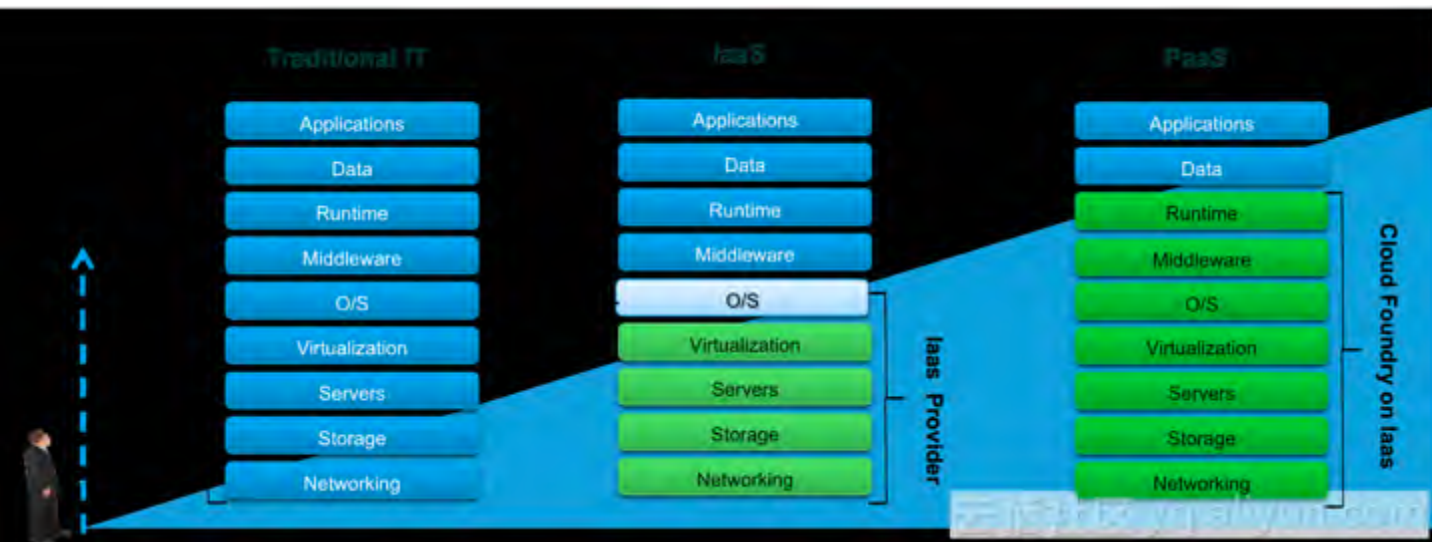 Traditional IT
IaaS
PaaS
Applications
Data
Runtime
Middleware
O/S
Virtualization
Servers
Storage
Networking
Applications
Data
Runtime
Middleware
O/S
Virtualization
Servers
Storage
Networking
Iaas Provider
Applications
Data
Runtime
Middleware
O/S
Virtualization
Servers
Storage
Networking
Cloud Foundry on Iaas